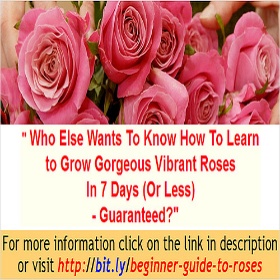 " Who Else Wants To Know How To Learn
to Grow Gorgeous Vibrant Roses
In 7 Days (Or Less)
- Guaranteed?"
For more information click on the link in description
or visit http://bit.ly/beginner-guide-to-roses